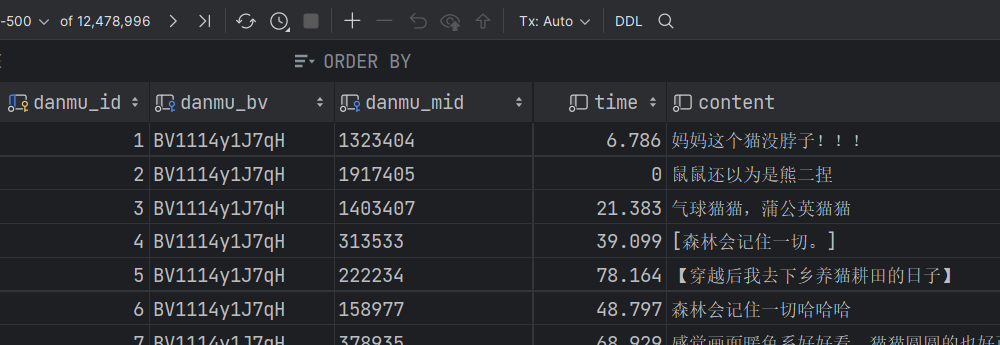 -500 of 12,478,996 Tx: Auto DDL
ORDER BY
danmu_id danmu_bv danmu_mid time content
1 BV1114y1J7qH 1323404 6.786 妈妈这个猫没脖子！！！
2 BV1114y1J7qH 1917405 0 鼠鼠还以为是熊二捏
3 BV1114y1J7qH 1403407 21.383 气球猫猫，蒲公英猫猫
4 BV1114y1J7qH 313533 39.099 [森林会记住一切。]
5 BV1114y1J7qH 222234 78.164 【穿越后我去下乡养猫耕田的日子】
6 BV1114y1J7qH 158977 48.797 森林会记住一切哈哈哈
7 BV1114y1J7qH 378935 68.929 感觉画面暖色系好好看，猫猫圆圆的也好